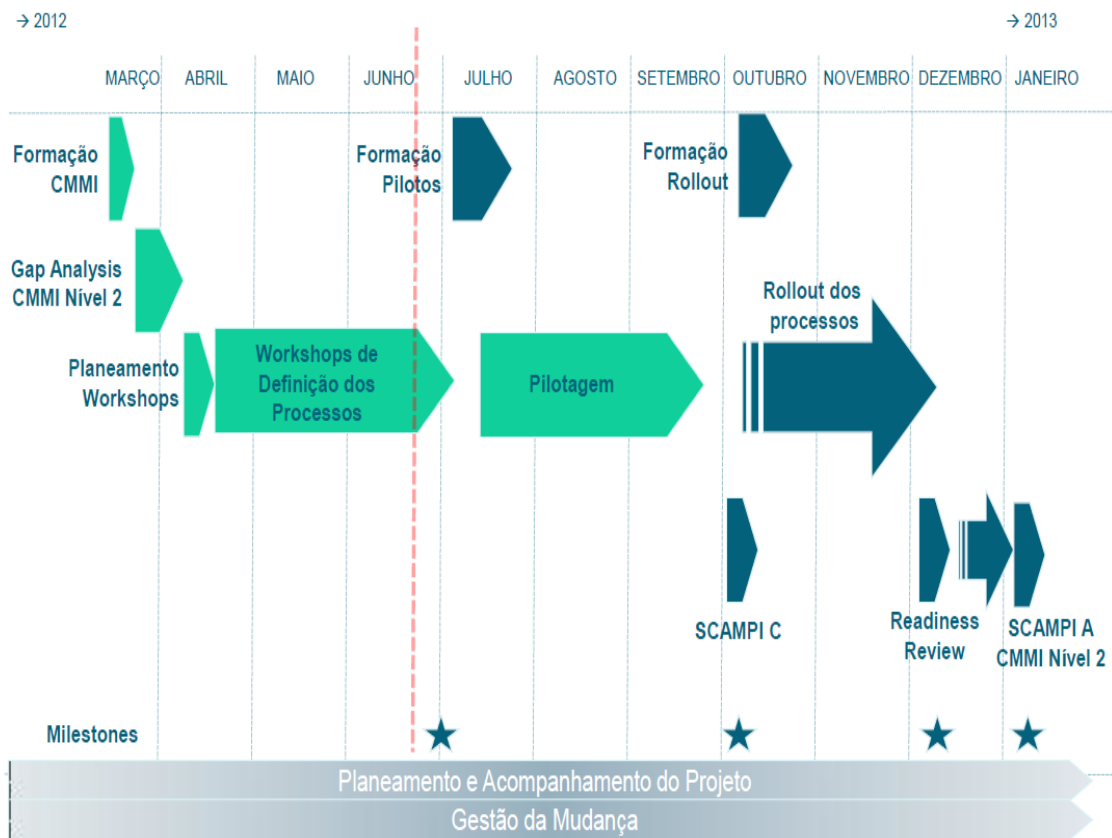 → 2012
→ 2013
MARÇO
ABRIL
MAIO
JUNHO
JULHO
AGOSTO
SETEMBRO
OUTUBRO
NOVEMBRO
DEZEMBRO
JANEIRO
Formação
CMMI
Formação
Pilotos
Formação
Rollout
Gap Analysis
CMMI Nível 2
Planeamento
Workshops
Workshops de
Definição dos
Processos
Pilotagem
Rollout dos
processos
SCAMPI C
Readiness
Review
SCAMPI A
CMMI Nível 2
Milestones
Planeamento e Acompanhamento do Projeto
Gestão da Mudança